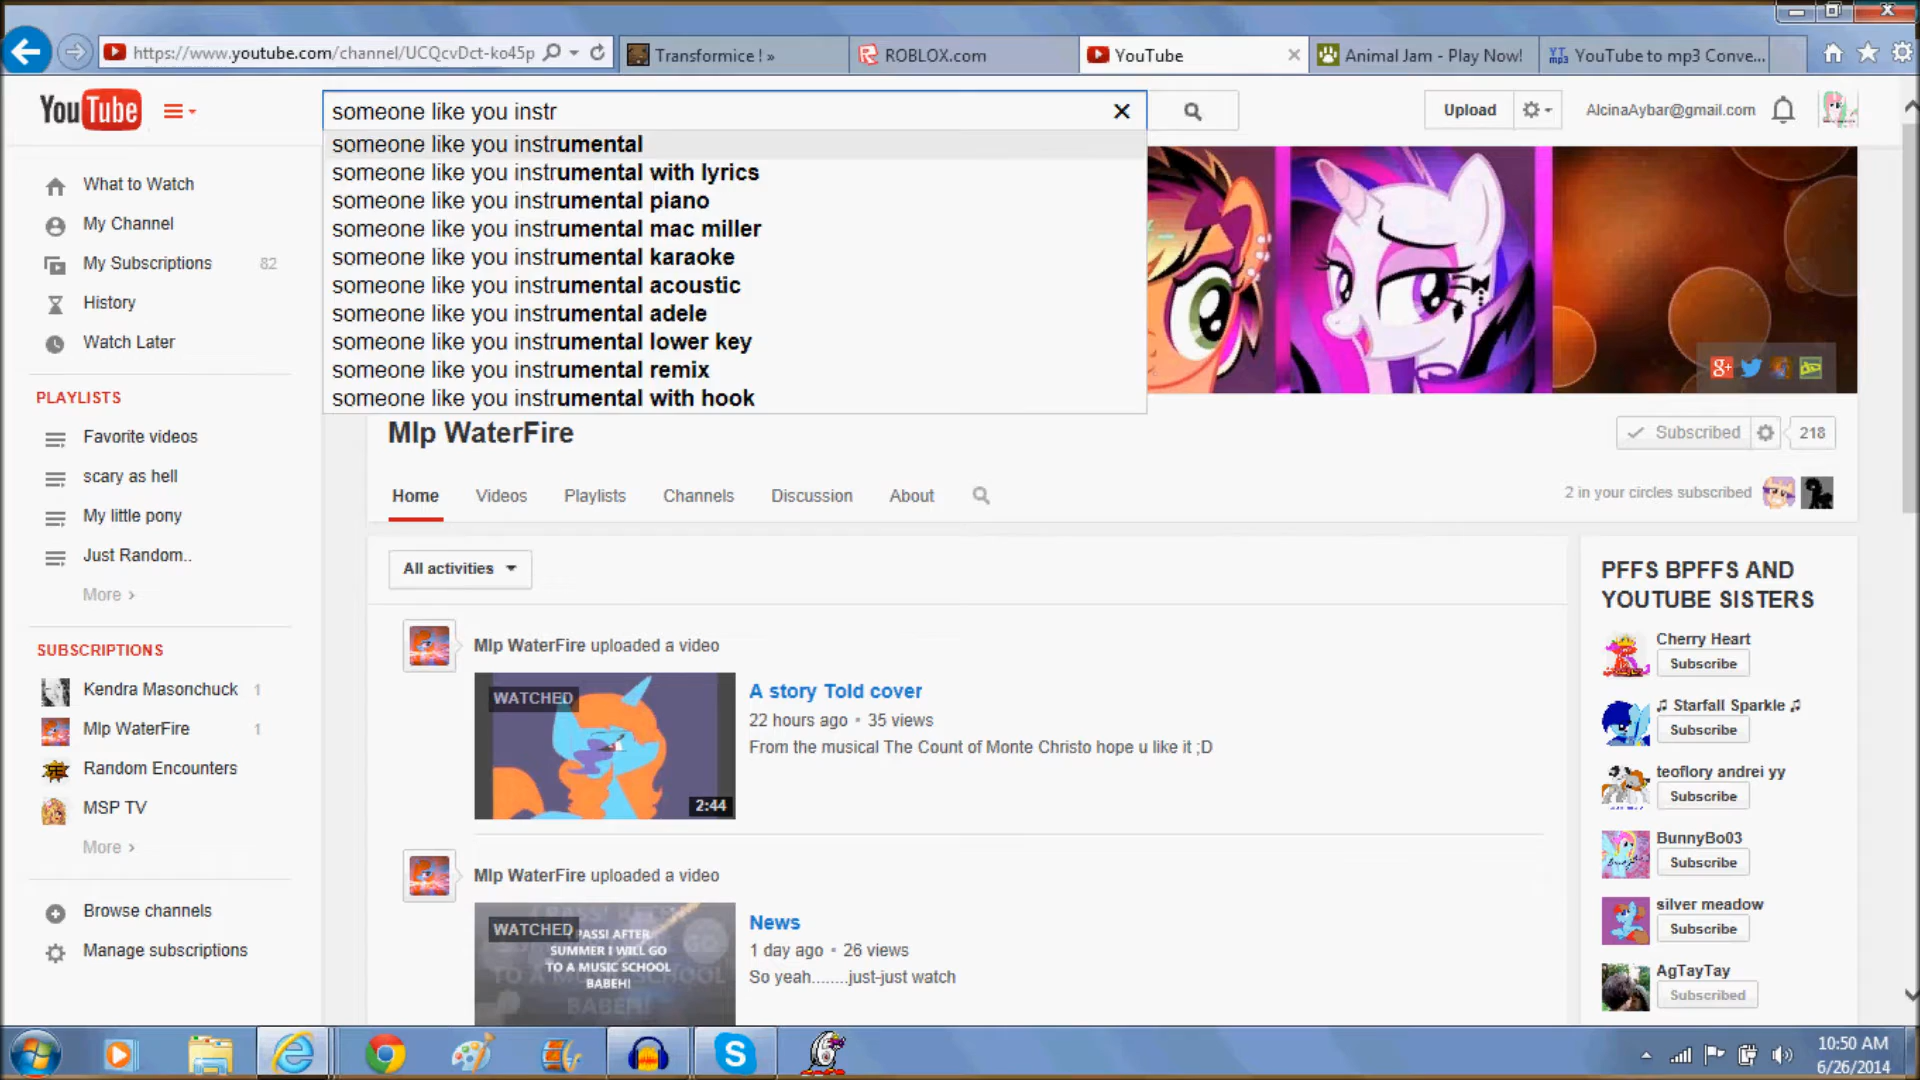 https://www.youtube.com/channel/UCQcvDct-ko45p
Transformice ! »
ROBLOX.com
YouTube
Animal Jam - Play Now!
YouTube to mp3 Conve...
YouTube
someone like you instr
Upload
AlcinaAybar@gmail.com
someone like you instrumental
someone like you instrumental with lyrics
someone like you instrumental piano
someone like you instrumental mac miller
someone like you instrumental karaoke
someone like you instrumental acoustic
someone like you instrumental adele
someone like you instrumental lower key
someone like you instrumental remix
someone like you instrumental with hook
What to Watch
My Channel
My Subscriptions 82
History
Watch Later
PLAYLISTS
Favorite videos
scary as hell
My little pony
Just Random..
More ›
SUBSCRIPTIONS
Kendra Masonchuck 1
Mlp WaterFire 1
Random Encounters
MSP TV
More ›
Browse channels
Manage subscriptions
Mlp WaterFire
Subscribed 218
Home Videos Playlists Channels Discussion About
2 in your circles subscribed
All activities
Mlp WaterFire uploaded a video
WATCHED
2:44
A story Told cover
22 hours ago • 35 views
From the musical The Count of Monte Christo hope u like it ;D
Mlp WaterFire uploaded a video
WATCHED
I PASS! AFTER
SUMMER I WILL GO
TO A MUSIC SCHOOL
BABEH!
News
1 day ago • 26 views
So yeah........just-just watch
PFFS BPFFS AND
YOUTUBE SISTERS
Cherry Heart
Subscribe
♫ Starfall Sparkle ♫
Subscribe
teoflory andrei yy
Subscribe
BunnyBo03
Subscribe
silver meadow
Subscribe
AgTayTay
Subscribed
10:50 AM
6/26/2014